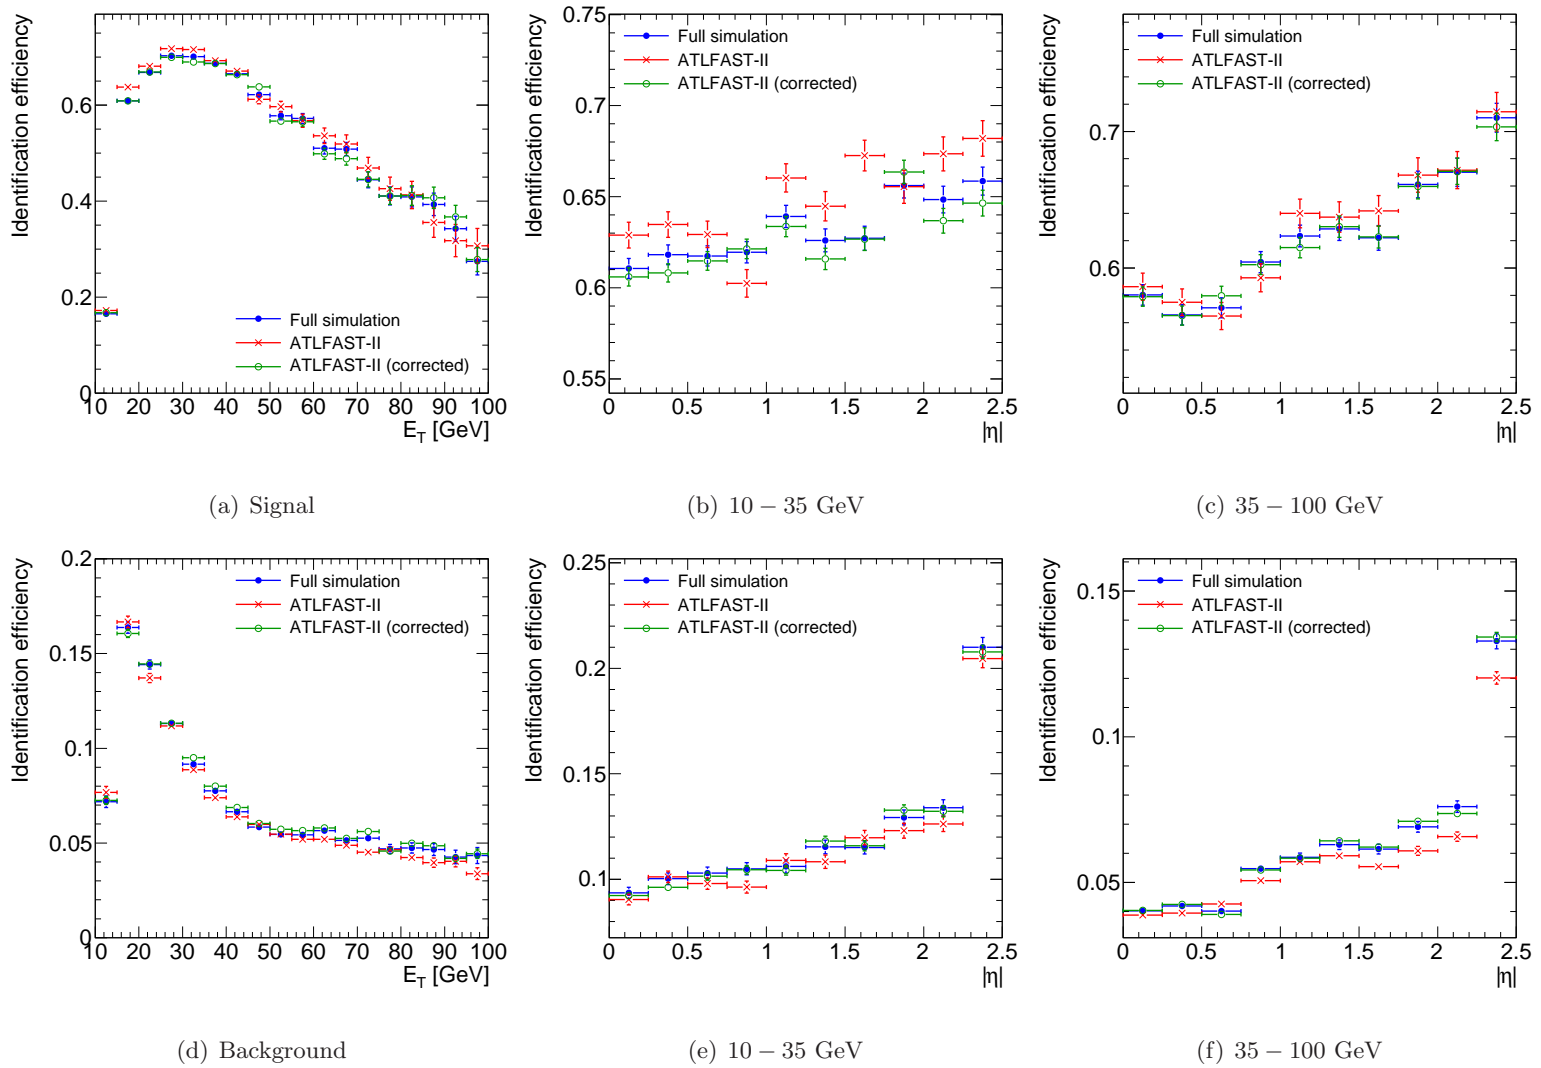 Identification efficiency
0.6
0.4
0.2
0
Full simulation
ATLFAST-II
ATLFAST-II (corrected)
10 20 30 40 50 60 70 80 90 100
E_T [GeV]
(a) Signal
Identification efficiency
0.75
0.7
0.65
0.6
0.55
Full simulation
ATLFAST-II
ATLFAST-II (corrected)
0 0.5 1 1.5 2 2.5
|η|
(b) 10 – 35 GeV
Identification efficiency
0.7
0.6
Full simulation
ATLFAST-II
ATLFAST-II (corrected)
0 0.5 1 1.5 2 2.5
|η|
(c) 35 – 100 GeV
Identification efficiency
0.2
0.15
0.1
0.05
0
Full simulation
ATLFAST-II
ATLFAST-II (corrected)
10 20 30 40 50 60 70 80 90 100
E_T [GeV]
(d) Background
Identification efficiency
0.25
0.2
0.15
0.1
Full simulation
ATLFAST-II
ATLFAST-II (corrected)
0 0.5 1 1.5 2 2.5
|η|
(e) 10 – 35 GeV
Identification efficiency
0.15
0.1
0.05
Full simulation
ATLFAST-II
ATLFAST-II (corrected)
0 0.5 1 1.5 2 2.5
|η|
(f) 35 – 100 GeV